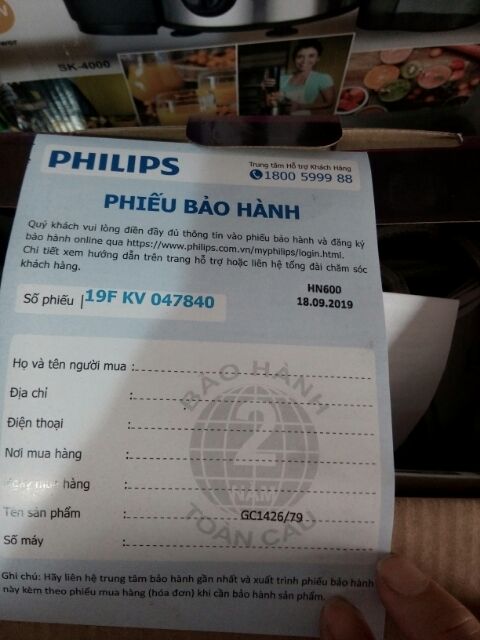 SK-4000
PHILIPS
Trung tâm Hỗ trợ Khách Hàng
1800 5999 88
PHIẾU BẢO HÀNH
Quý khách vui lòng điền đầy đủ thông tin vào phiếu bảo hành và đăng ký
bảo hành online qua https://www.philips.com.vn/myphilips/login.html.
Chi tiết xem hướng dẫn trên trang hỗ trợ hoặc liên hệ tổng đài chăm sóc
khách hàng.
HN600
18.09.2019
Số phiếu 19F KV 047840
Họ và tên người mua :
Địa chỉ :
Điện thoại :
Nơi mua hàng :
hàng :
Tên sản phẩm : GC1426/79
Số máy :
BẢO HÀNH
2
NĂM
TOÀN CẦU
Ghi chú: Hãy liên hệ trung tâm bảo hành gần nhất và xuất trình phiếu bảo hành
này kèm theo phiếu mua hàng (hóa đơn) khi cần bảo hành sản phẩm.